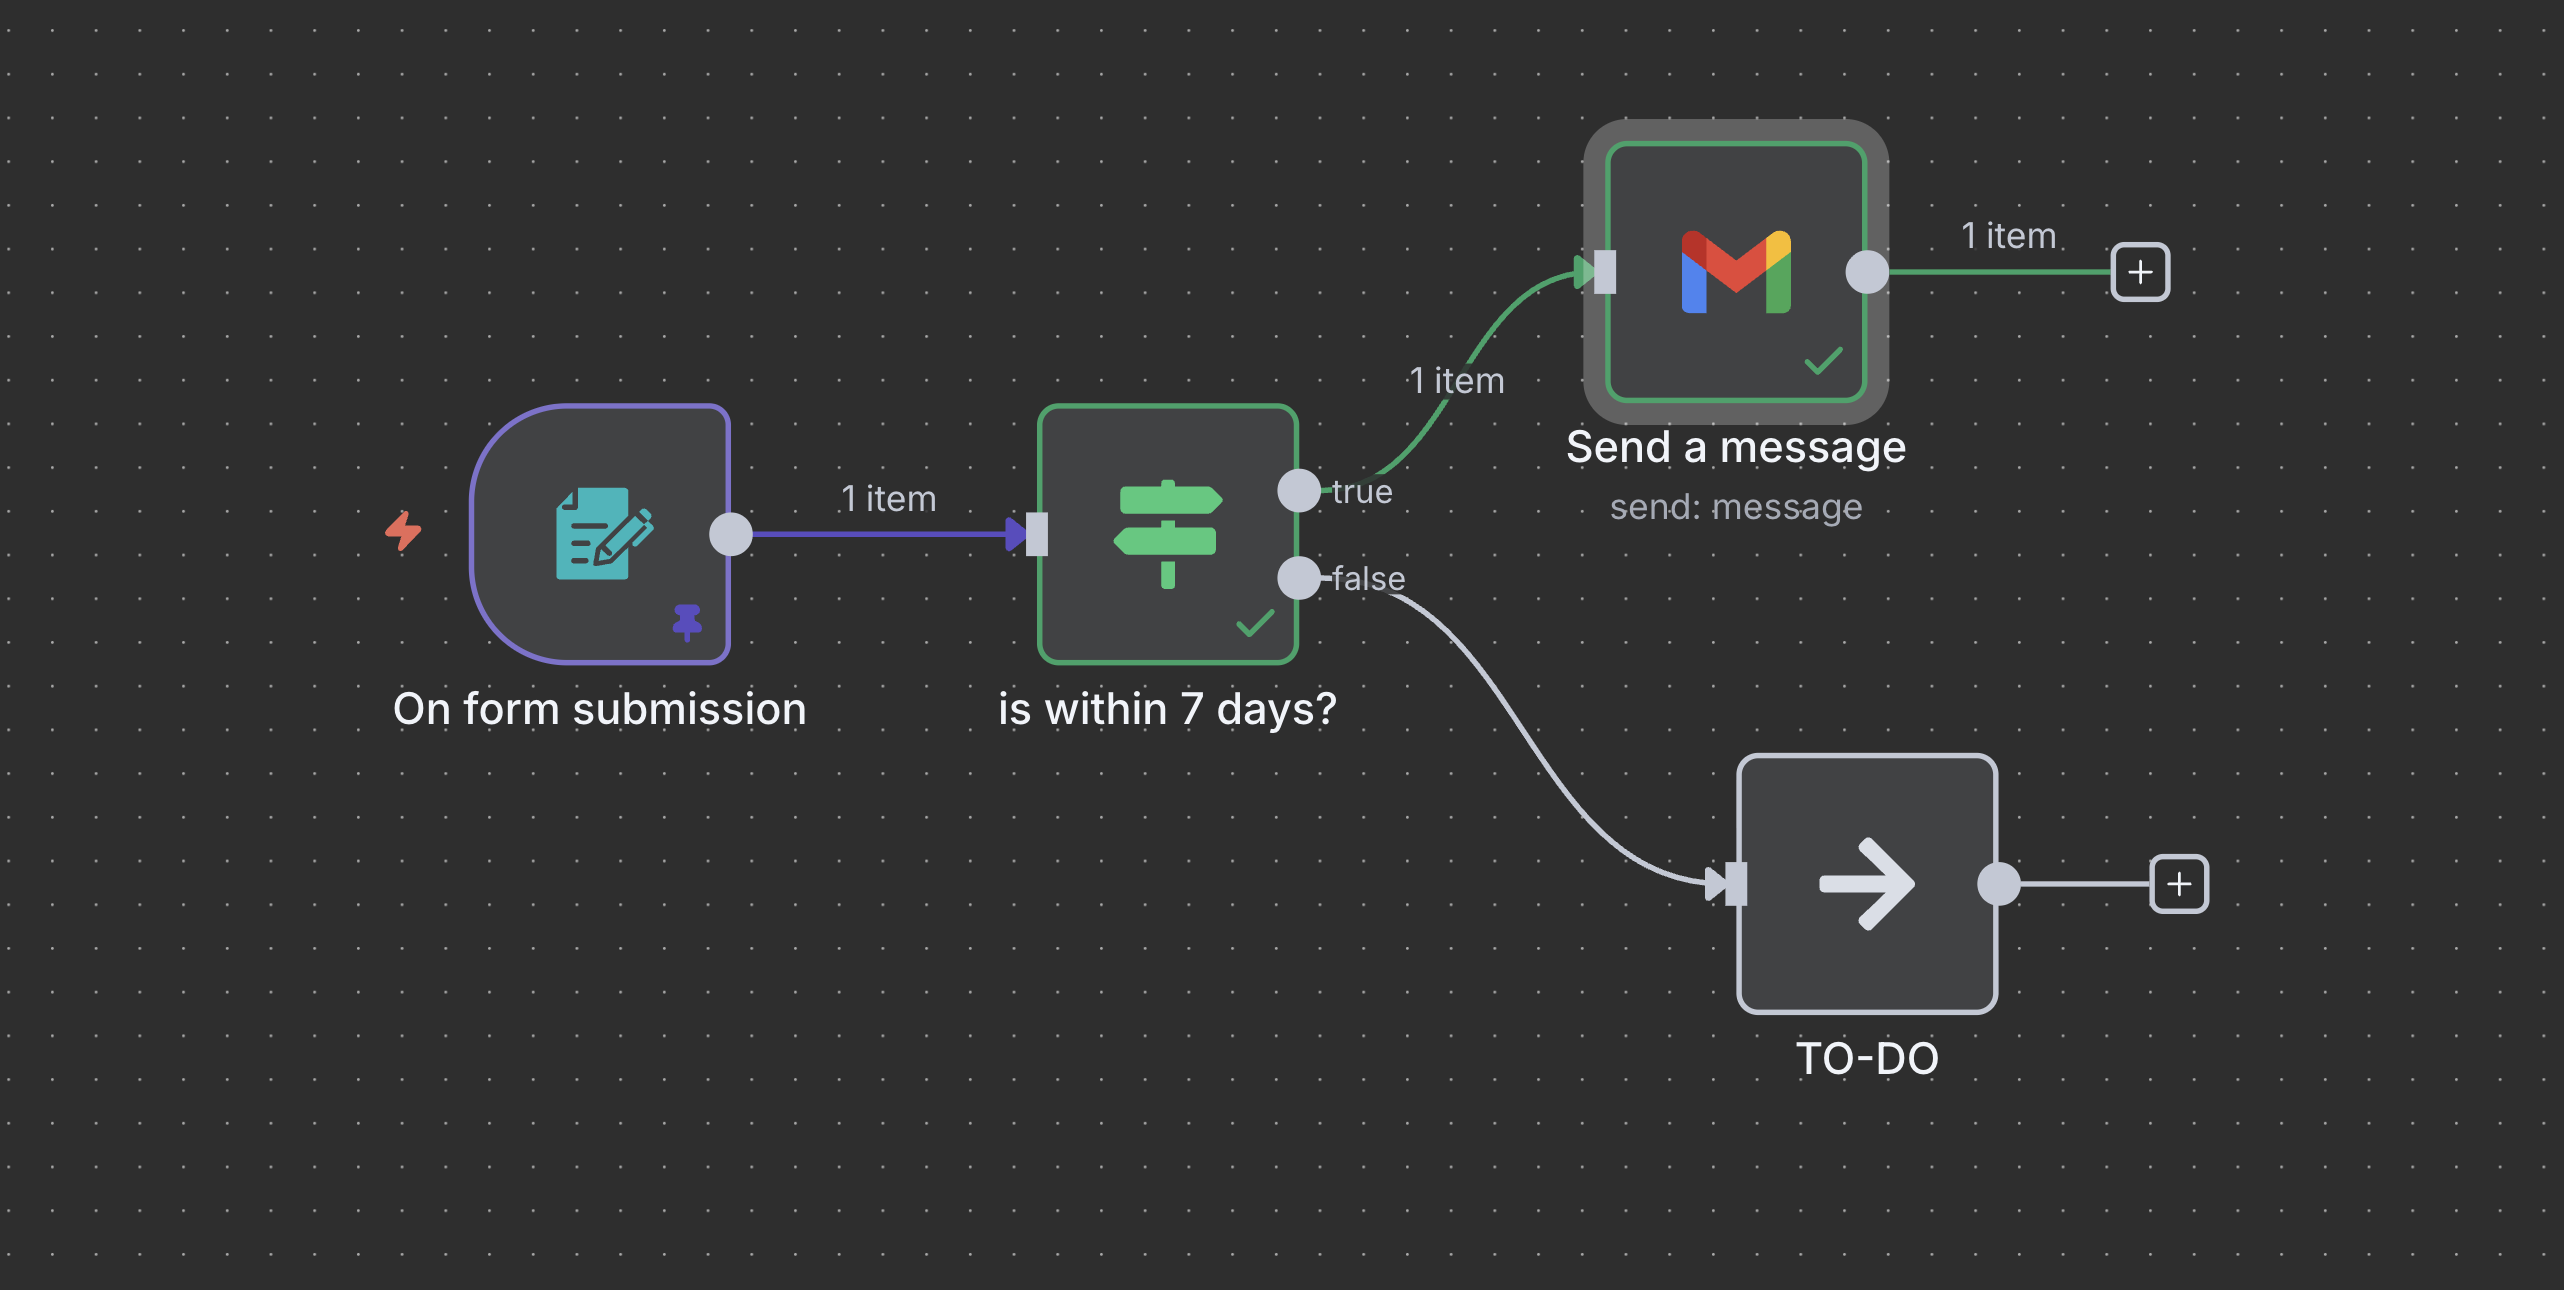 1 item
Send a message
send: message
1 item
true
false
1 item
On form submission
is within 7 days?
TO-DO